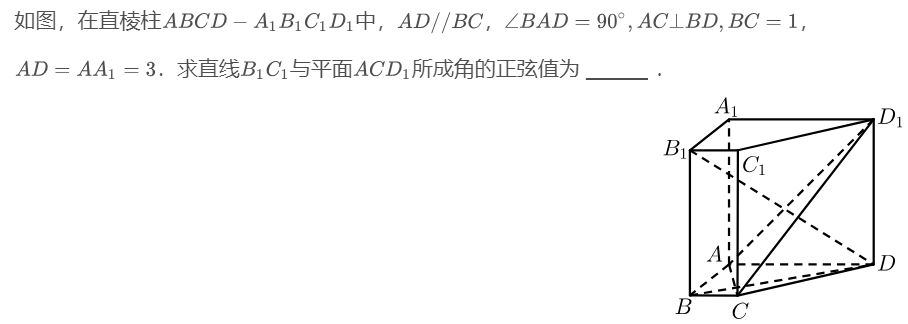 如图，在直棱柱ABCD − A₁B₁C₁D₁中，AD//BC，∠BAD = 90°, AC⊥BD, BC = 1，
AD = AA₁ = 3．求直线B₁C₁与平面ACD₁所成角的正弦值为 ______ ．
A₁
D₁
B₁
C₁
A
D
B
C